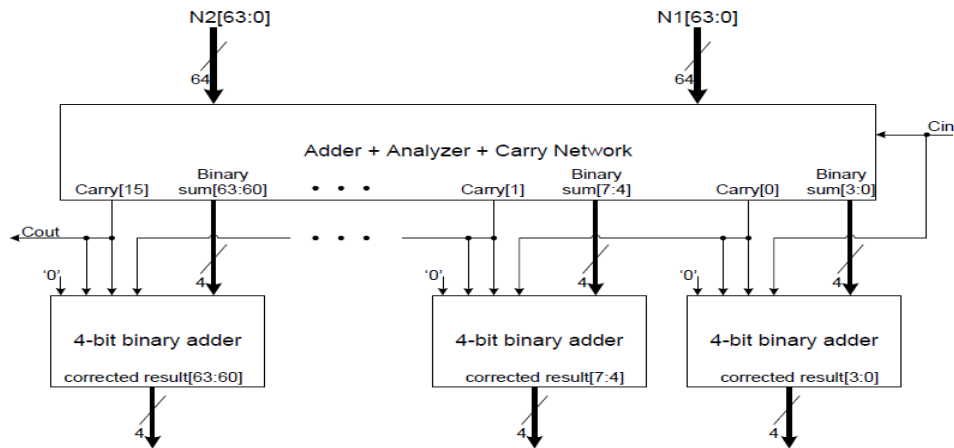 N2[63:0] N1[63:0]
64 64
Cin
Adder + Analyzer + Carry Network
Binary Binary Binary
Carry[15] sum[63:60] • • • Carry[1] sum[7:4] Carry[0] sum[3:0]
Cout • • •
'0' 4 '0' 4 '0' 4
4-bit binary adder 4-bit binary adder 4-bit binary adder
corrected result[63:60] corrected result[7:4] corrected result[3:0]
4 4 4